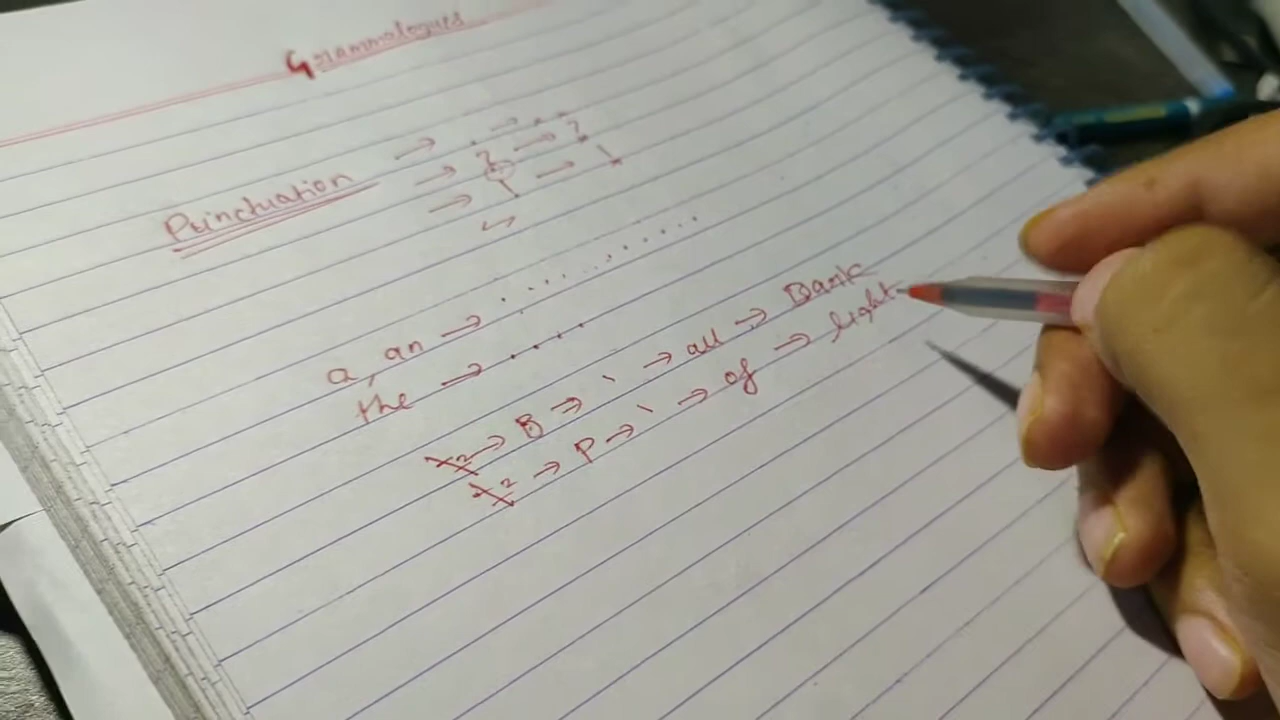 Grammalogues
Punctuation → . → . .
→ ? → ?
→ ! → !
a, an → . . . . . . . . . . .
the → . . . .
→ B → \ → all → Dark
→ P → \ → of → light